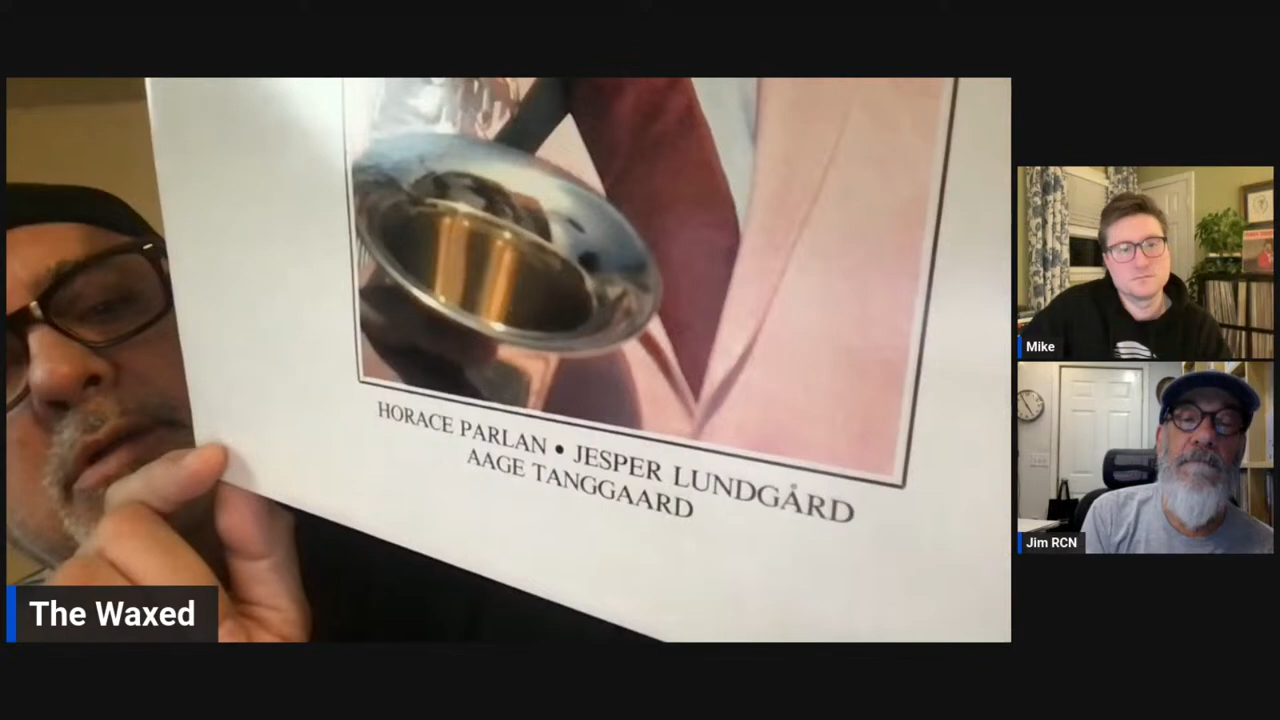 HORACE PARLAN • JESPER LUNDGÅRD
AAGE TANGGAARD
The Waxed
Mike
Jim RCN